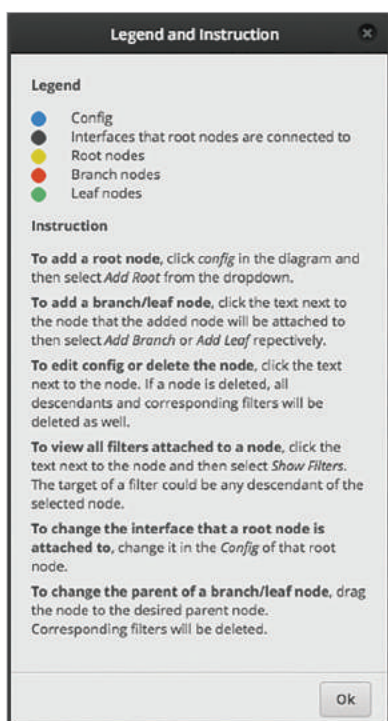 Legend and Instruction
Legend
Config
Interfaces that root nodes are connected to
Root nodes
Branch nodes
Leaf nodes
Instruction
To add a root node, click config in the diagram and
then select Add Root from the dropdown.
To add a branch/leaf node, click the text next to
the node that the added node will be attached to
then select Add Branch or Add Leaf repectively.
To edit config or delete the node, click the text
next to the node. If a node is deleted, all
descendants and corresponding filters will be
deleted as well.
To view all filters attached to a node, click the
text next to the node and then select Show Filters.
The target of a filter could be any descendant of the
selected node.
To change the interface that a root node is
attached to, change it in the Config of that root
node.
To change the parent of a branch/leaf node, drag
the node to the desired parent node.
Corresponding filters will be deleted.
Ok